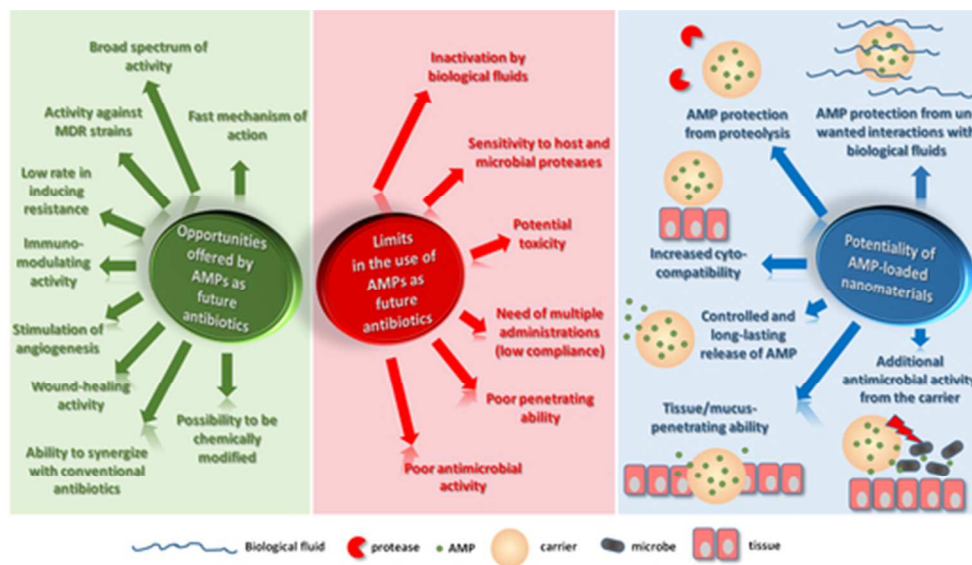 Broad spectrum of
activity
Activity against
MDR strains
Fast mechanism of
action
Low rate in
inducing
resistance
Immuno-
modulating
activity
Stimulation of
angiogenesis
Wound-healing
activity
Ability to synergize
with conventional
antibiotics
Possibility to be
chemically
modified
Opportunities
offered by
AMPs as
future
antibiotics
Inactivation by
biological fluids
Sensitivity to host and
microbial proteases
Potential
toxicity
Need of multiple
administrations
(low compliance)
Poor penetrating
ability
Poor antimicrobial
activity
Limits
in the use of
AMPs as
future
antibiotics
AMP protection
from proteolysis
AMP protection from un-
wanted interactions with
biological fluids
Increased cyto-
compatibility
Controlled and
long-lasting
release of AMP
Tissue/mucus-
penetrating ability
Additional
antimicrobial activity
from the carrier
Potentiality of
AMP-loaded
nanomaterials
Biological fluid
protease
AMP
carrier
microbe
tissue